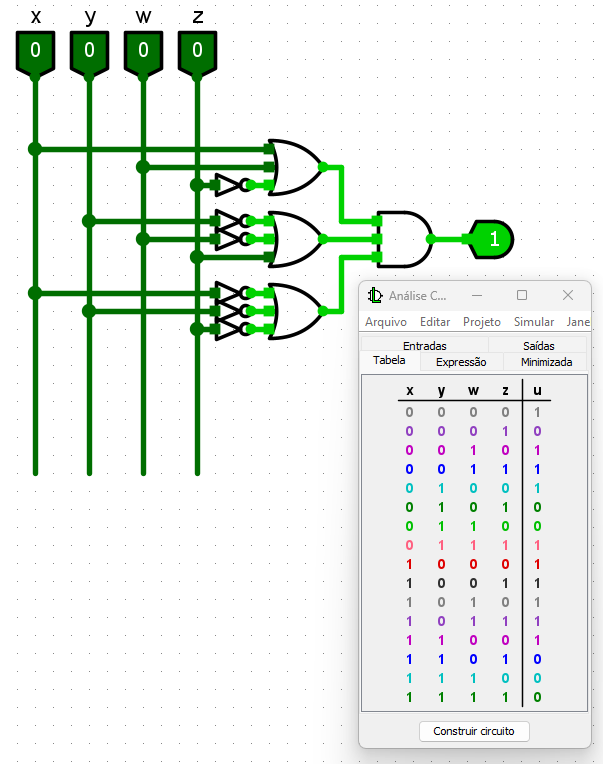 x y w z
0 0 0 0
1
Análise C...
Arquivo Editar Projeto Simular Jane
Entradas Saídas
Tabela Expressão Minimizada
x y w z u
0 0 0 0 1
0 0 0 1 0
0 0 1 0 1
0 0 1 1 1
0 1 0 0 1
0 1 0 1 0
0 1 1 0 0
0 1 1 1 1
1 0 0 0 1
1 0 0 1 1
1 0 1 0 1
1 0 1 1 1
1 1 0 0 1
1 1 0 1 0
1 1 1 0 0
1 1 1 1 0
Construir circuito